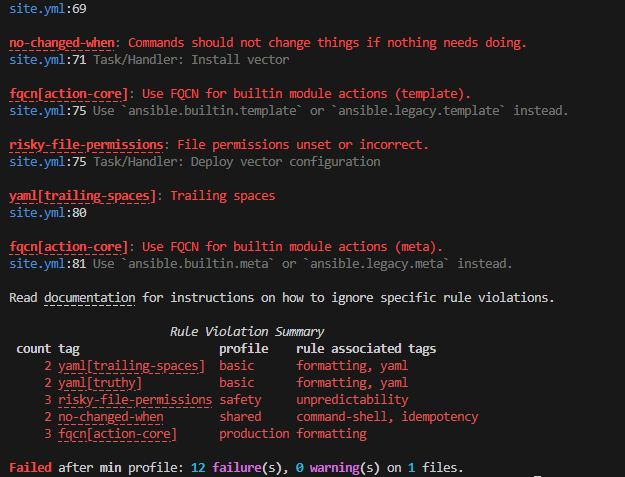 site.yml:69
no-changed-when: Commands should not change things if nothing needs doing.
site.yml:71 Task/Handler: Install vector
fqcn[action-core]: Use FQCN for builtin module actions (template).
site.yml:75 Use `ansible.builtin.template` or `ansible.legacy.template` instead.
risky-file-permissions: File permissions unset or incorrect.
site.yml:75 Task/Handler: Deploy vector configuration
yaml[trailing-spaces]: Trailing spaces
site.yml:80
fqcn[action-core]: Use FQCN for builtin module actions (meta).
site.yml:81 Use `ansible.builtin.meta` or `ansible.legacy.meta` instead.
Read documentation for instructions on how to ignore specific rule violations.
Rule Violation Summary
count tag profile rule associated tags
2 yaml[trailing-spaces] basic formatting, yaml
2 yaml[truthy] basic formatting, yaml
3 risky-file-permissions safety unpredictability
2 no-changed-when shared command-shell, idempotency
3 fqcn[action-core] production formatting
Failed after min profile: 12 failure(s), 0 warning(s) on 1 files.